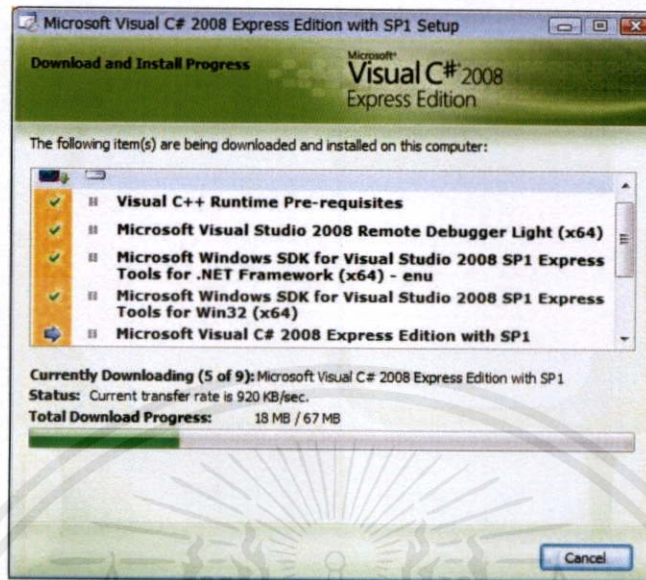 Microsoft Visual C# 2008 Express Edition with SP1 Setup
Download and Install Progress
Microsoft®
Visual C#® 2008
Express Edition
The following item(s) are being downloaded and installed on this computer:
Visual C++ Runtime Pre-requisites
Microsoft Visual Studio 2008 Remote Debugger Light (x64)
Microsoft Windows SDK for Visual Studio 2008 SP1 Express
Tools for .NET Framework (x64) - enu
Microsoft Windows SDK for Visual Studio 2008 SP1 Express
Tools for Win32 (x64)
Microsoft Visual C# 2008 Express Edition with SP1
Currently Downloading (5 of 9): Microsoft Visual C# 2008 Express Edition with SP1
Status: Current transfer rate is 920 KB/sec.
Total Download Progress: 18 MB / 67 MB
Cancel